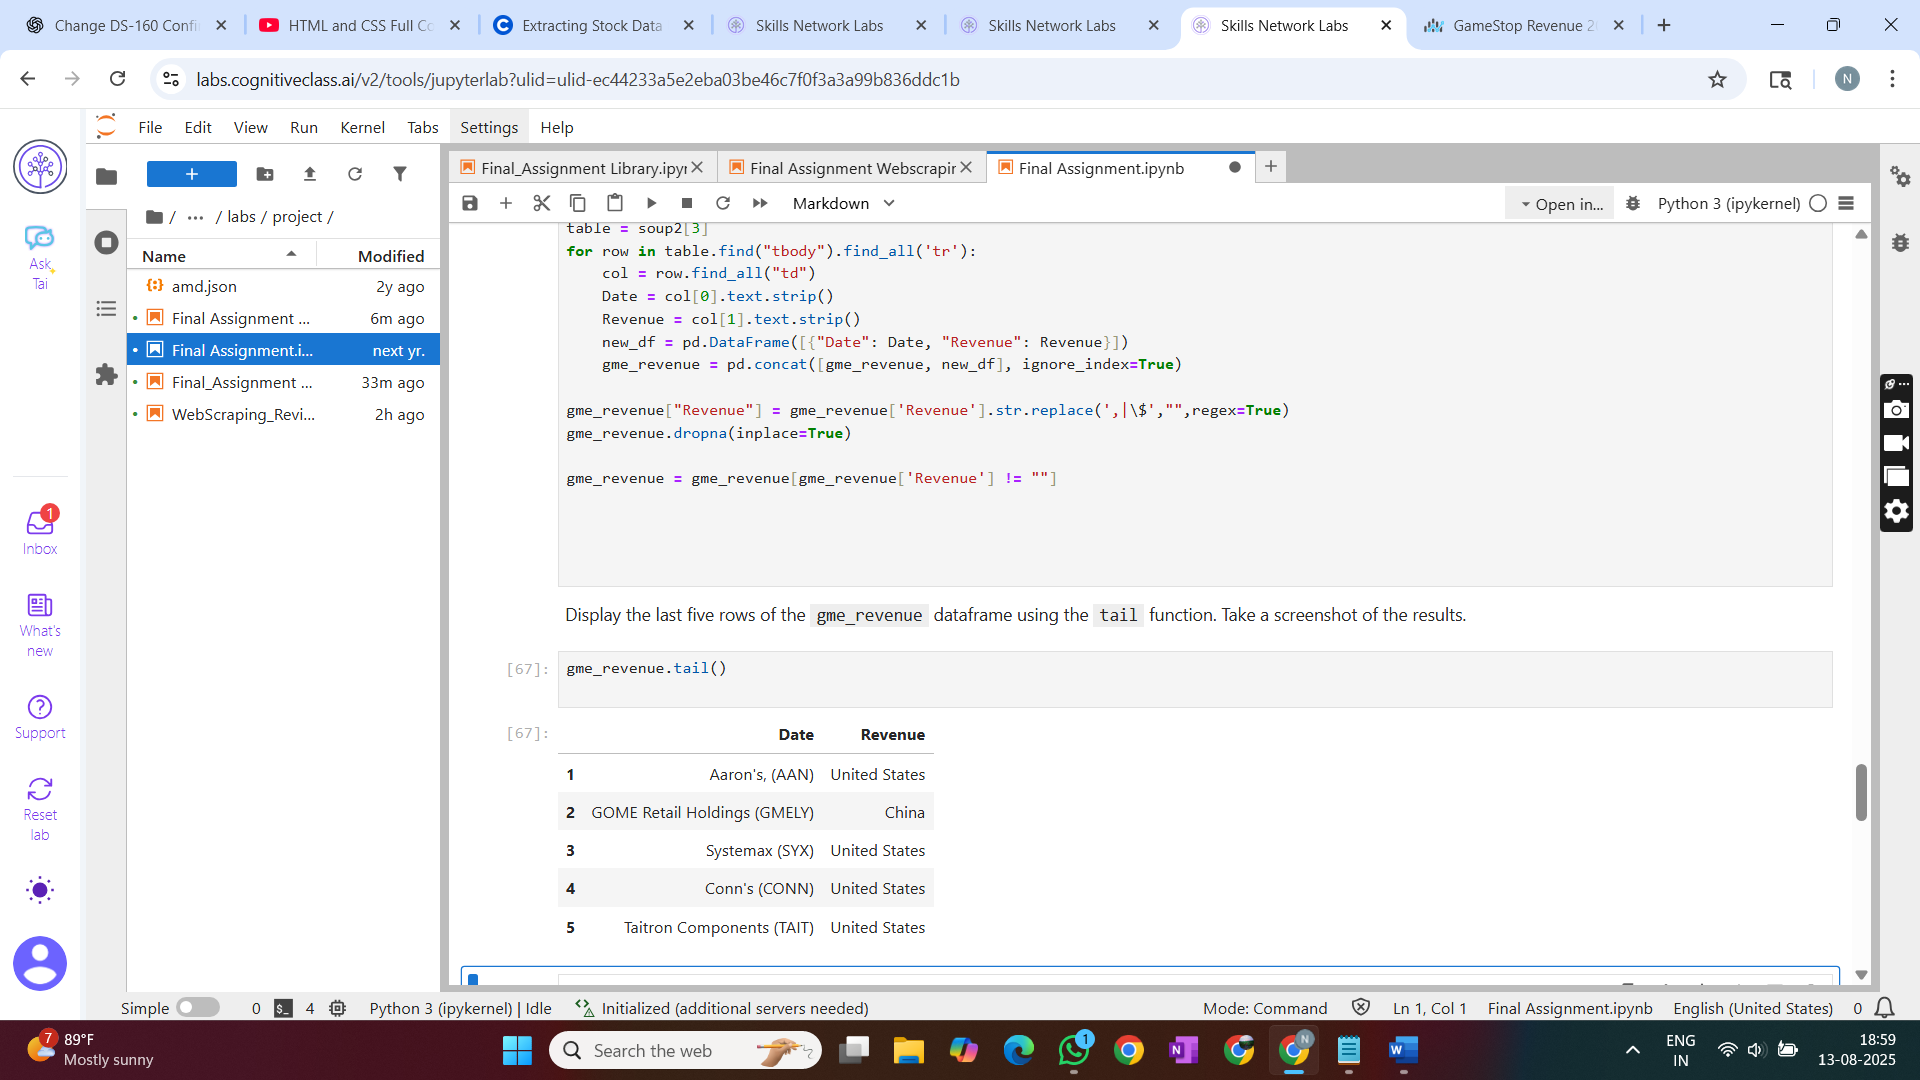 Change DS-160 Confi
HTML and CSS Full Co
Extracting Stock Data
Skills Network Labs
Skills Network Labs
Skills Network Labs
GameStop Revenue 2
labs.cognitiveclass.ai/v2/tools/jupyterlab?ulid=ulid-ec44233a5e2eba03be46c7f0f3a3a99b836ddc1b
N
File Edit View Run Kernel Tabs Settings Help
Final_Assignment Library.ipyn
Final Assignment Webscrapin
Final Assignment.ipynb
Markdown
Open in...
Python 3 (ipykernel)
/ ... / labs / project /
Name Modified
amd.json 2y ago
Final Assignment ... 6m ago
Final Assignment.i... next yr.
Final_Assignment ... 33m ago
WebScraping_Revi... 2h ago
Ask
Tai
1
Inbox
What's
new
Support
Reset
lab
table = soup2[3]
for row in table.find("tbody").find_all('tr'):
    col = row.find_all("td")
    Date = col[0].text.strip()
    Revenue = col[1].text.strip()
    new_df = pd.DataFrame([{"Date": Date, "Revenue": Revenue}])
    gme_revenue = pd.concat([gme_revenue, new_df], ignore_index=True)
gme_revenue["Revenue"] = gme_revenue['Revenue'].str.replace(',|\$',"",regex=True)
gme_revenue.dropna(inplace=True)
gme_revenue = gme_revenue[gme_revenue['Revenue'] != ""]
Display the last five rows of the gme_revenue dataframe using the tail function. Take a screenshot of the results.
[67]: gme_revenue.tail()
[67]: Date Revenue
1 Aaron's, (AAN) United States
2 GOME Retail Holdings (GMELY) China
3 Systemax (SYX) United States
4 Conn's (CONN) United States
5 Taitron Components (TAIT) United States
Simple 0 $_ 4 Python 3 (ipykernel) | Idle Initialized (additional servers needed) Mode: Command Ln 1, Col 1 Final Assignment.ipynb English (United States) 0
7
89°F
Mostly sunny
Search the web
1
N
ENG
IN
18:59
13-08-2025